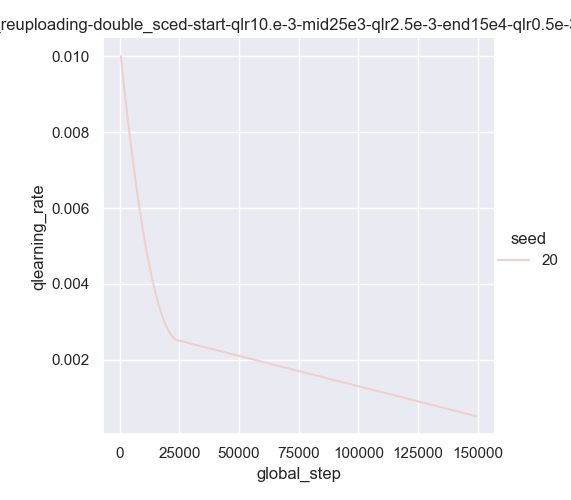 _reuploading-double_sced-start-qlr10.e-3-mid25e3-qlr2.5e-3-end15e4-qlr0.5e-
0.010
0.008
0.006
0.004
0.002
qlearning_rate
seed
20
0 25000 50000 75000 100000 125000 150000
global_step